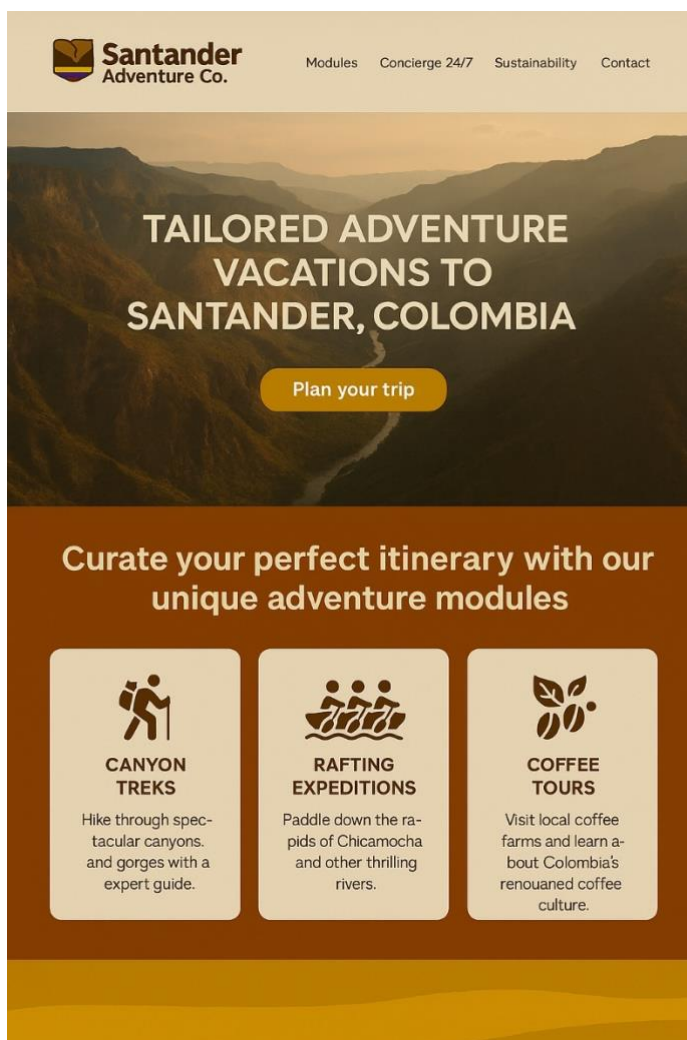 Santander
Adventure Co.
Modules
Concierge 24/7
Sustainability
Contact
TAILORED ADVENTURE
VACATIONS TO
SANTANDER, COLOMBIA
Plan your trip
Curate your perfect itinerary with our
unique adventure modules
CANYON
TREKS
Hike through spec-
tacular canyons.
and gorges with a
expert guide.
RAFTING
EXPEDITIONS
Paddle down the ra-
pids of Chicamocha
and other thrilling
rivers.
COFFEE
TOURS
Visit local coffee
farms and learn a-
bout Colombia's
renouaned coffee
culture.